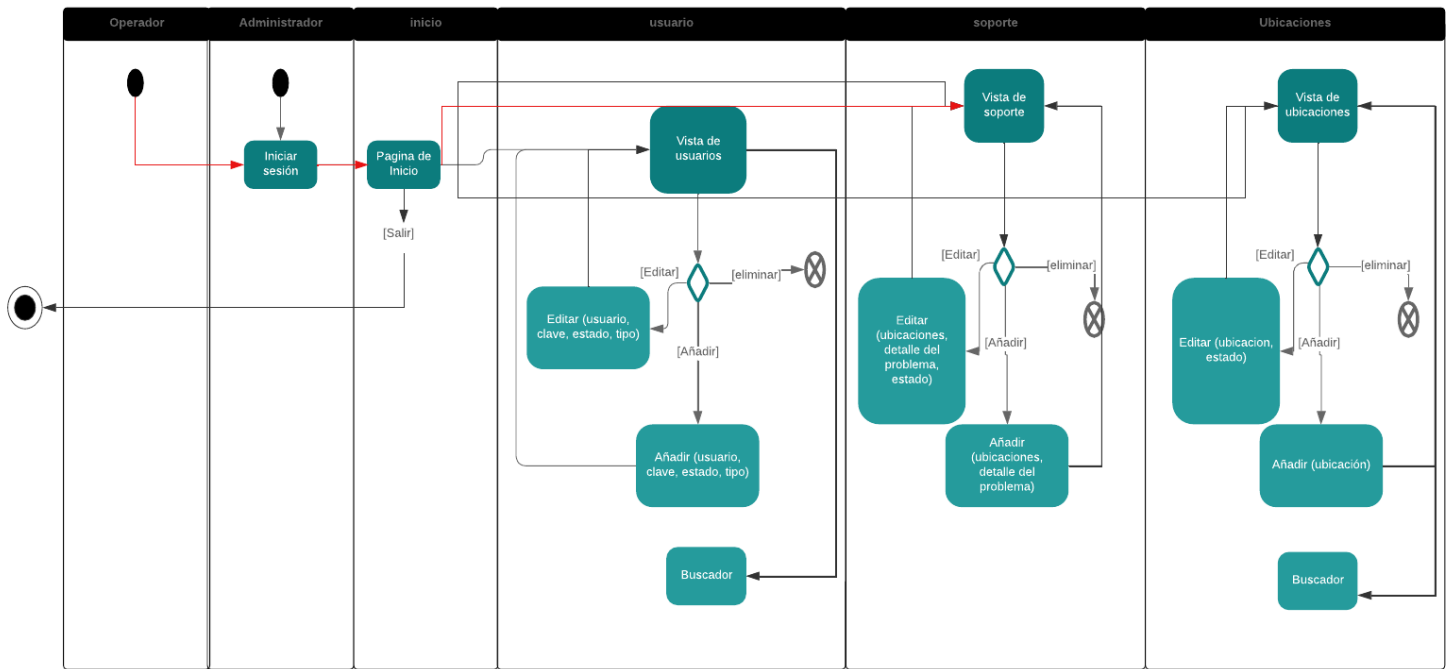 Operador
Administrador
inicio
usuario
soporte
Ubicaciones
Iniciar
sesión
Pagina de
Inicio
[Salir]
Vista de
usuarios
[Editar]
[eliminar]
Editar (usuario,
clave, estado, tipo)
[Añadir]
Añadir (usuario,
clave, estado, tipo)
Buscador
Vista de
soporte
[Editar]
[eliminar]
Editar
(ubicaciones,
detalle del
problema,
estado)
[Añadir]
Añadir
(ubicaciones,
detalle del
problema)
Vista de
ubicaciones
[Editar]
[eliminar]
Editar (ubicacion,
estado)
[Añadir]
Añadir (ubicación)
Buscador